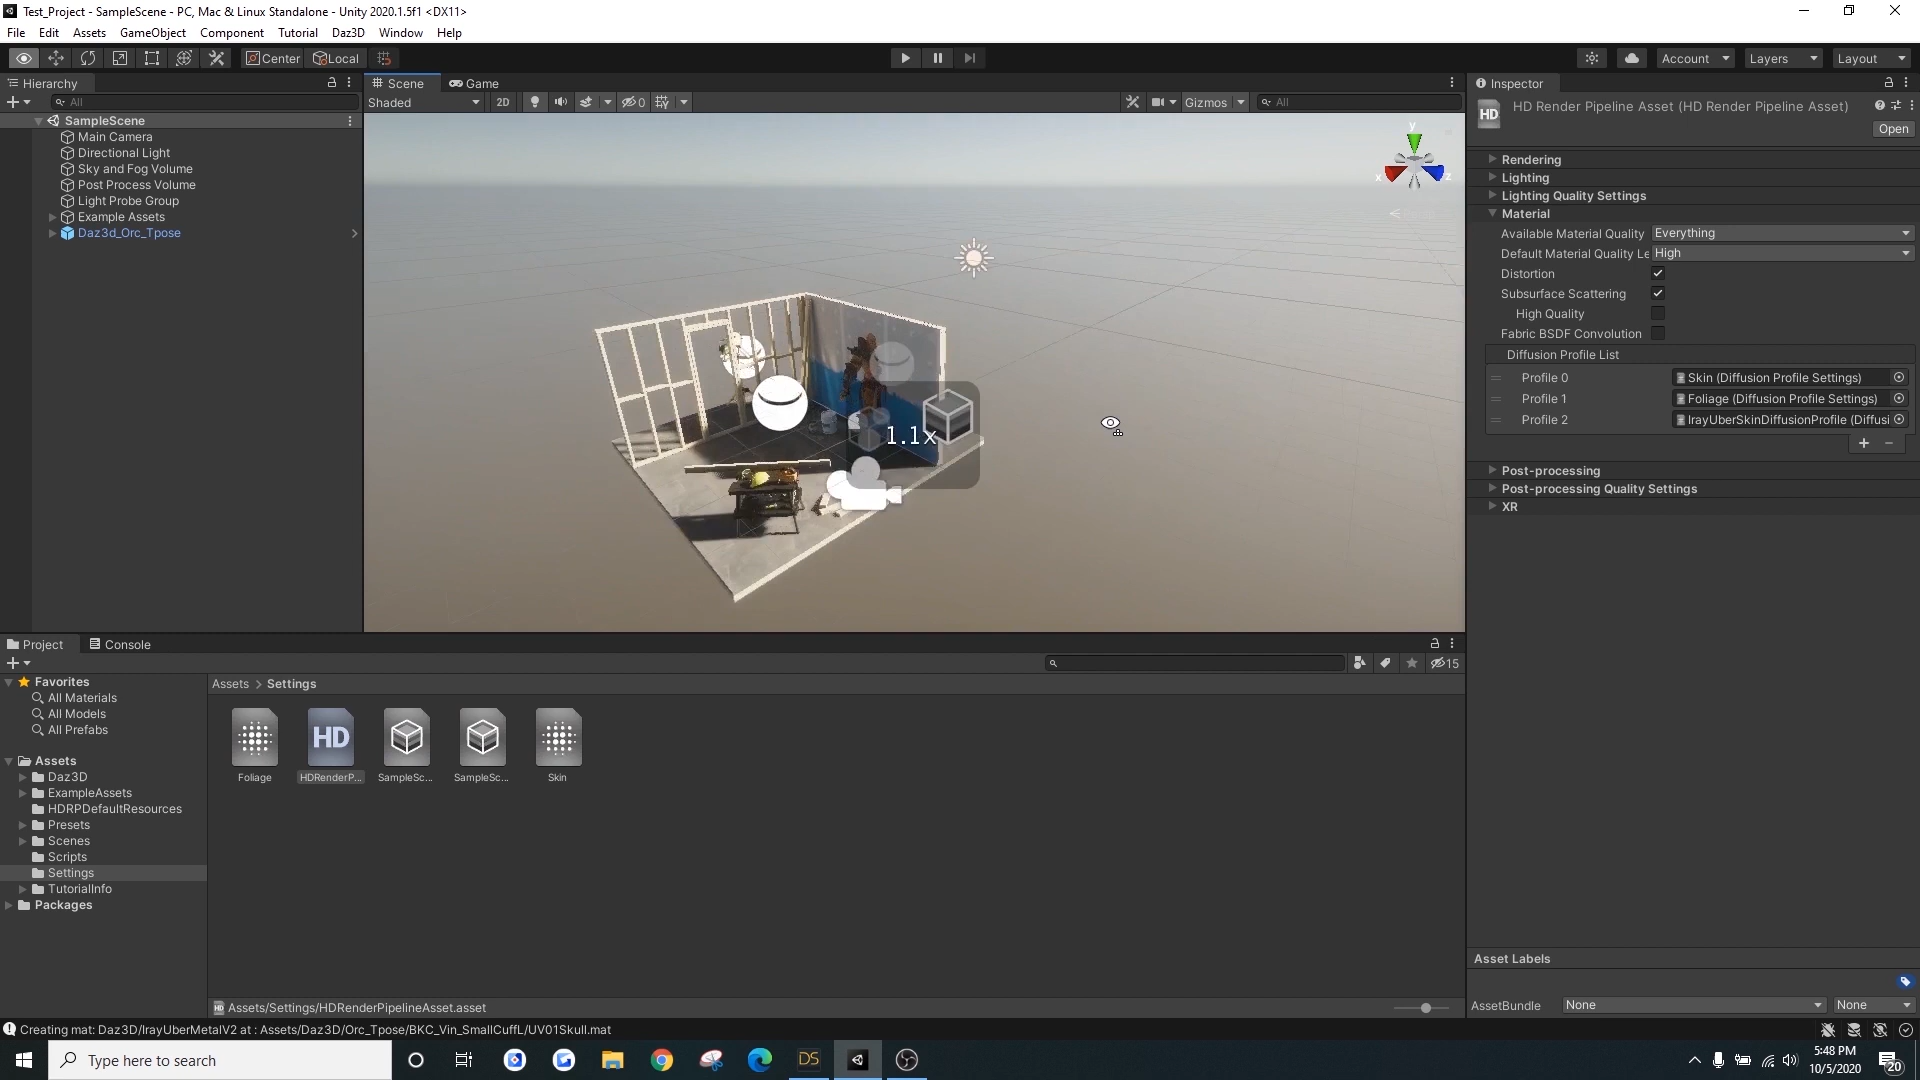 Test_Project - SampleScene - PC, Mac & Linux Standalone - Unity 2020.1.5f1 <DX11>
File Edit Assets GameObject Component Tutorial Daz3D Window Help
Center Local Account Layers Layout
Hierarchy
All
SampleScene
Main Camera
Directional Light
Sky and Fog Volume
Post Process Volume
Light Probe Group
Example Assets
Daz3d_Orc_Tpose
Scene Game
Shaded 2D 0 Gizmos All
y
x z
1.1x
Inspector
HD Render Pipeline Asset (HD Render Pipeline Asset)
HD
Open
Rendering
Lighting
Lighting Quality Settings
Material
Available Material Quality Everything
Default Material Quality Le High
Distortion
Subsurface Scattering
High Quality
Fabric BSDF Convolution
Diffusion Profile List
Profile 0 Skin (Diffusion Profile Settings)
Profile 1 Foliage (Diffusion Profile Settings)
Profile 2 IrayUberSkinDiffusionProfile (Diffusi
Post-processing
Post-processing Quality Settings
XR
Asset Labels
AssetBundle None None
Project Console
15
Favorites
All Materials
All Models
All Prefabs
Assets
Daz3D
ExampleAssets
HDRPDefaultResources
Presets
Scenes
Scripts
Settings
TutorialInfo
Packages
Assets > Settings
HD
Foliage HDRenderP... SampleSc... SampleSc... Skin
Assets/Settings/HDRenderPipelineAsset.asset
Creating mat: Daz3D/IrayUberMetalV2 at : Assets/Daz3D/Orc_Tpose/BKC_Vin_SmallCuffL/UV01Skull.mat
Type here to search
DS
5:48 PM
10/5/2020
20